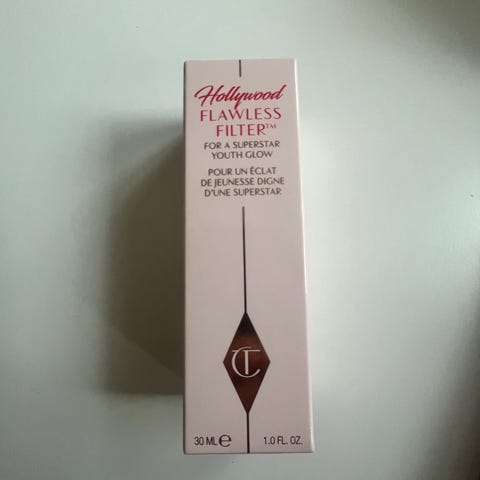 Hollywood
FLAWLESS
FILTER™
FOR A SUPERSTAR
YOUTH GLOW
POUR UN ÉCLAT
DE JEUNESSE DIGNE
D'UNE SUPERSTAR
CT
30 ML ℮ 1.0 FL. OZ.